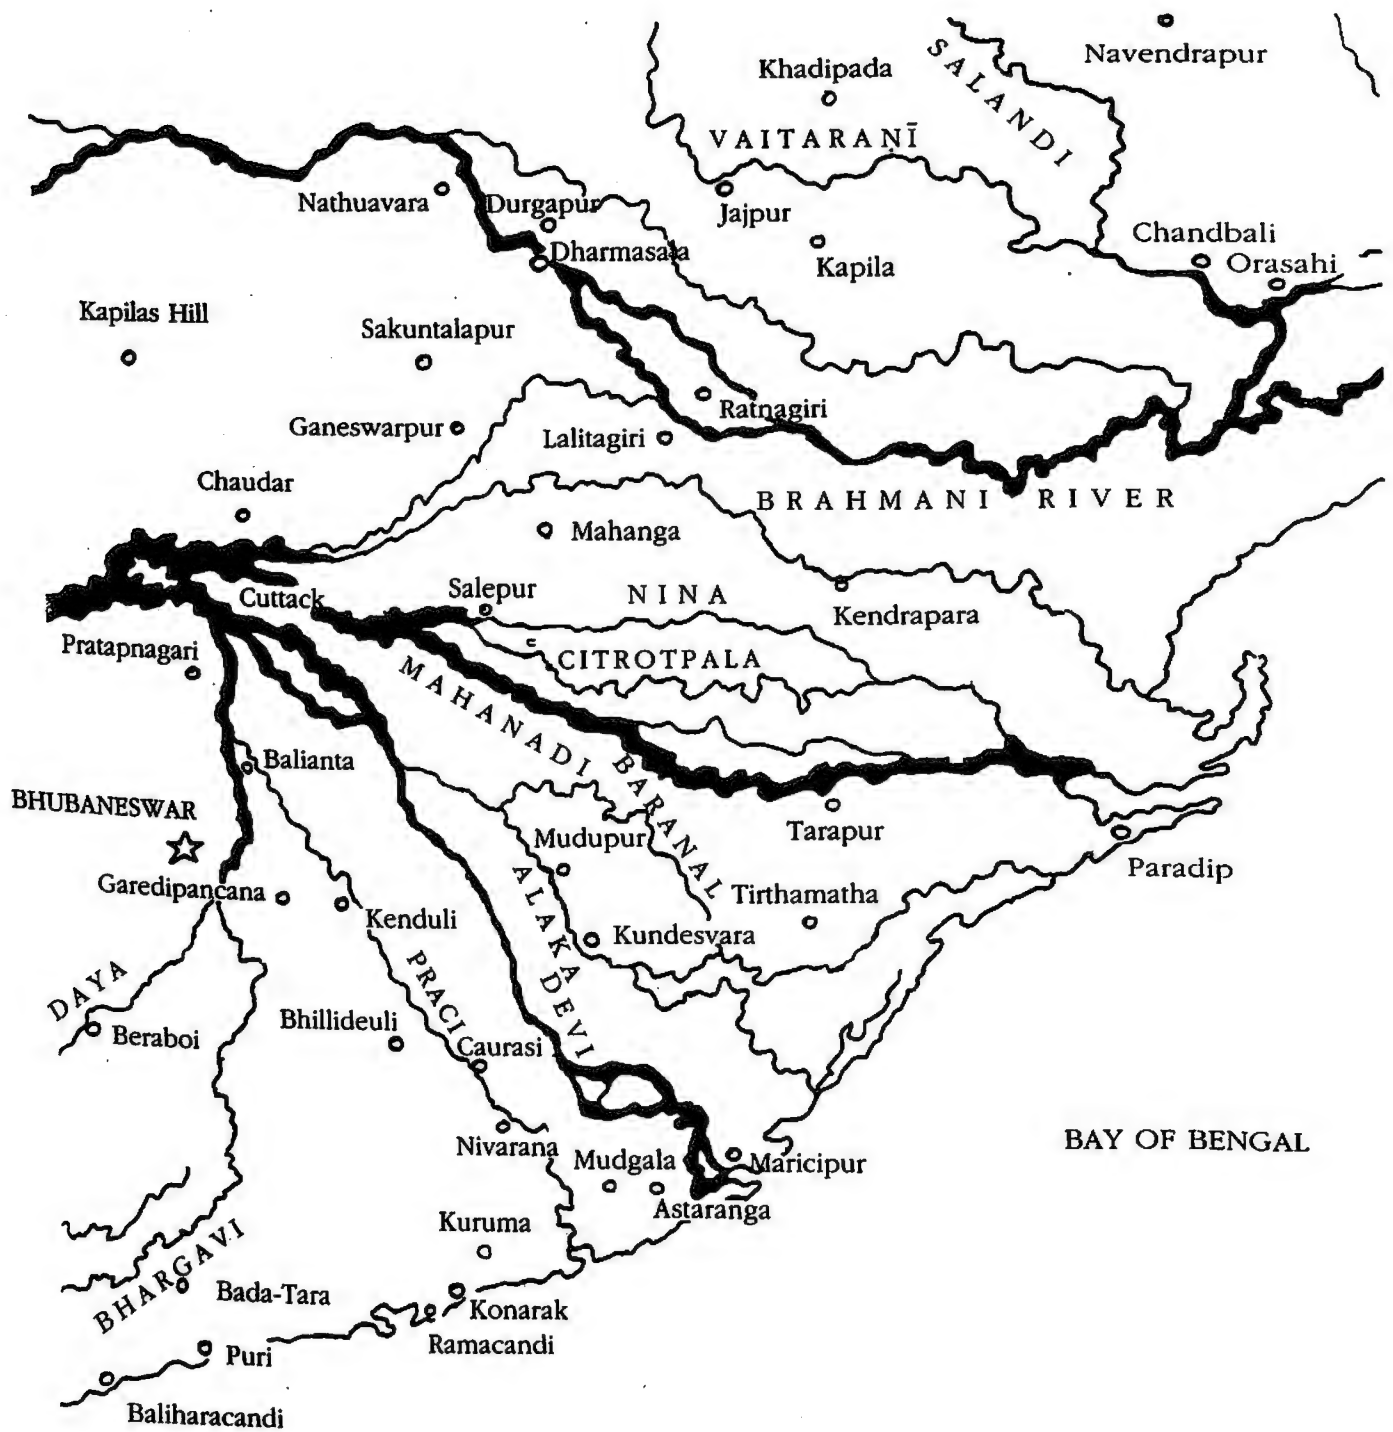 Navendrapur
SALANDI
Khadipada
VAITARAṆĪ
Nathuavara
Durgapur
Jajpur
Chandbali
Dharmasala
Kapila
Orasahi
Kapilas Hill
Sakuntalapur
Ratnagiri
Ganeswarpur
Lalitagiri
Chaudar
BRAHMANI RIVER
Mahanga
Cuttack
Salepur
NINA
Kendrapara
Pratapnagari
CITROTPALA
MAHANADI
Balianta
BARANAL
BHUBANESWAR
Mudupur
Tarapur
Paradip
Garedipancana
ALAKA
Tirthamatha
Kenduli
Kundesvara
DAYA
PRACI
DEVI
Beraboi
Bhillideuli
Caurasi
BAY OF BENGAL
Nivarana
Mudgala
Maricipur
Astaranga
Kuruma
BHARGAVI
Bada-Tara
Konarak
Ramacandi
Puri
Baliharacandi